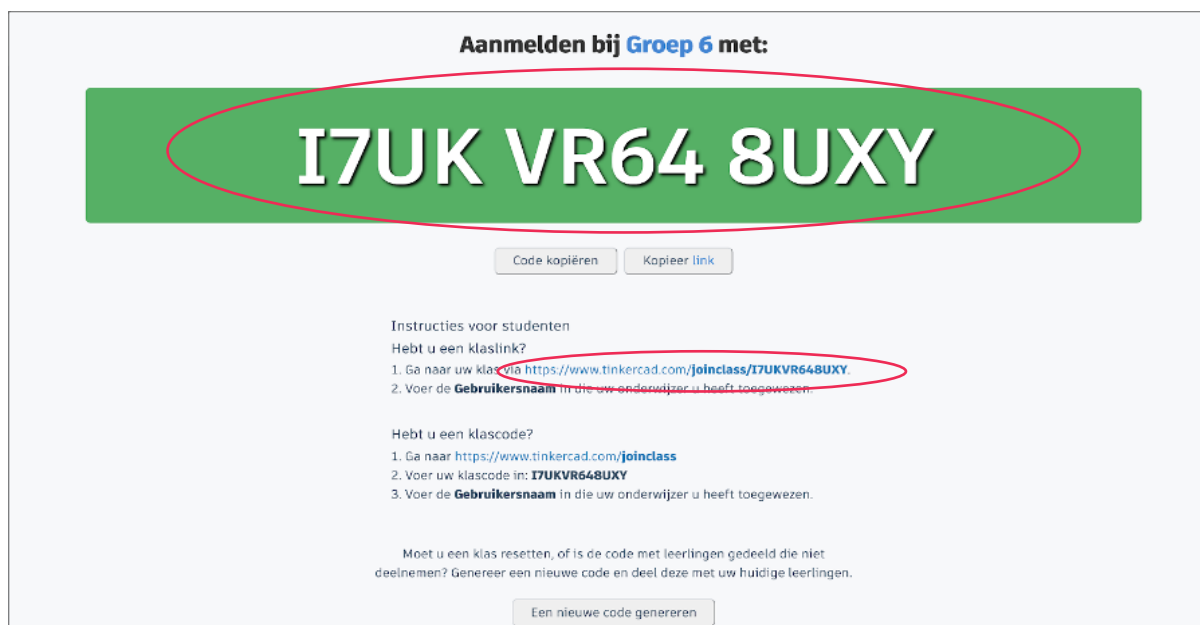 Aanmelden bij Groep 6 met:
I7UK VR64 8UXY
Code kopiëren Kopieer link
Instructies voor studenten
Hebt u een klaslink?
1. Ga naar uw klas via https://www.tinkercad.com/joinclass/I7UKVR648UXY.
2. Voer de Gebruikersnaam in die uw onderwijzer u heeft toegewezen.
Hebt u een klascode?
1. Ga naar https://www.tinkercad.com/joinclass
2. Voer uw klascode in: I7UKVR648UXY
3. Voer de Gebruikersnaam in die uw onderwijzer u heeft toegewezen.
Moet u een klas resetten, of is de code met leerlingen gedeeld die niet
deelnemen? Genereer een nieuwe code en deel deze met uw huidige leerlingen.
Een nieuwe code genereren